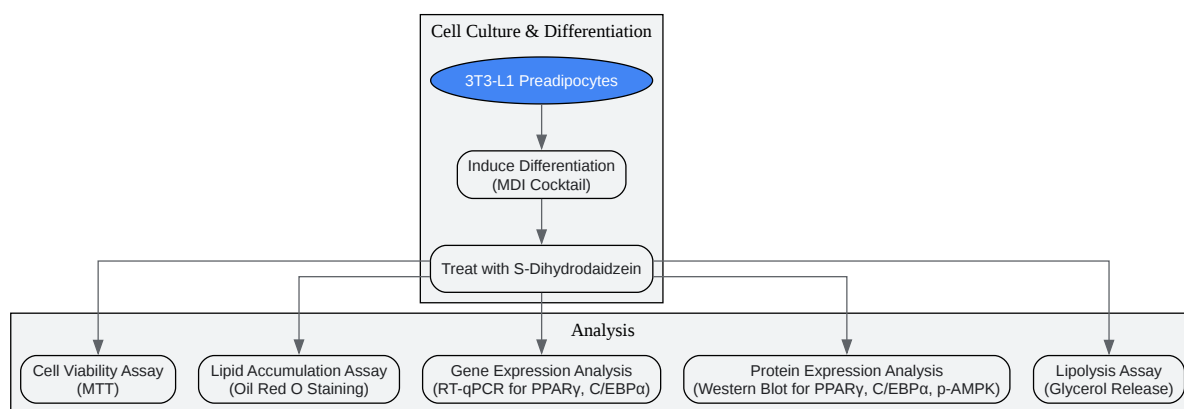 Cell Culture & Differentiation
3T3-L1 Preadipocytes
Induce Differentiation
(MDI Cocktail)
Treat with S-Dihydrodaidzein
Analysis
Cell Viability Assay
(MTT)
Lipid Accumulation Assay
(Oil Red O Staining)
Gene Expression Analysis
(RT-qPCR for PPARγ, C/EBPα)
Protein Expression Analysis
(Western Blot for PPARγ, C/EBPα, p-AMPK)
Lipolysis Assay
(Glycerol Release)